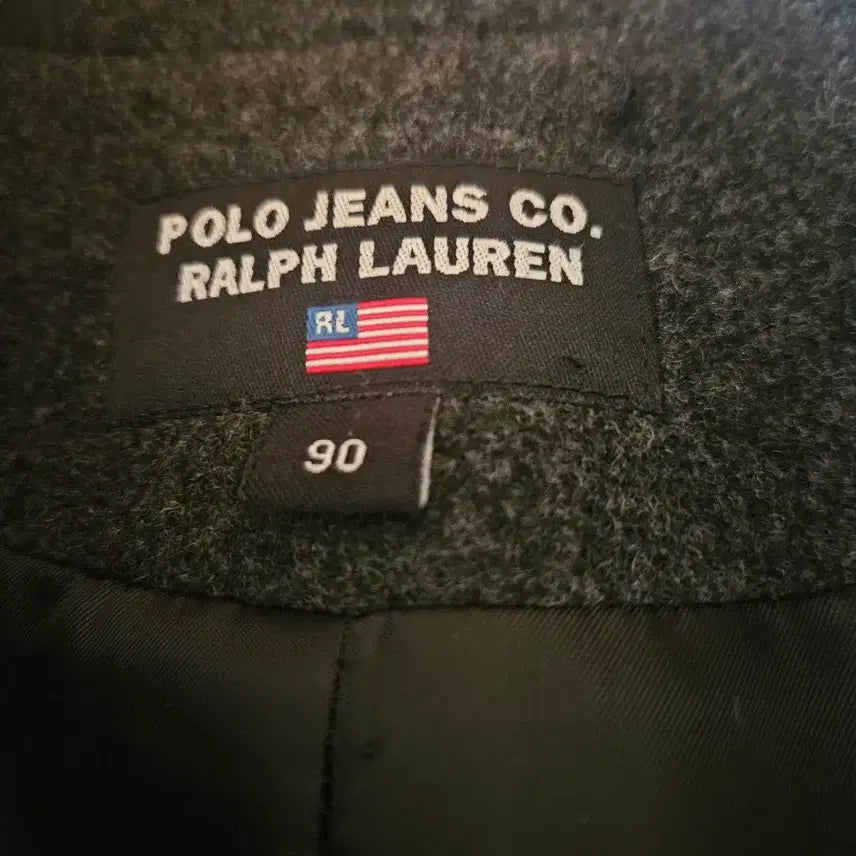 POLO JEANS CO.
RALPH LAUREN
RL
90